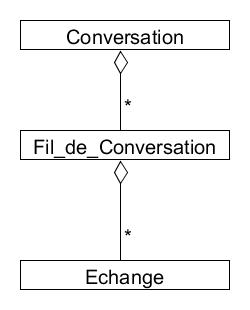 Conversation
*
Fil_de_Conversation
*
Echange